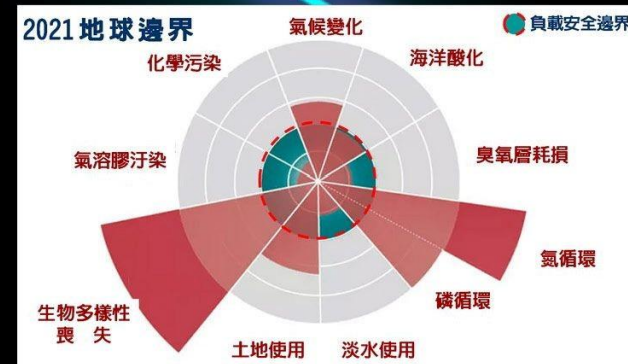 2021地球邊界
負載安全邊界
氣候變化
海洋酸化
臭氧層耗損
氮循環
磷循環
淡水使用
土地使用
生物多樣性
喪 失
氣溶膠汙染
化學污染